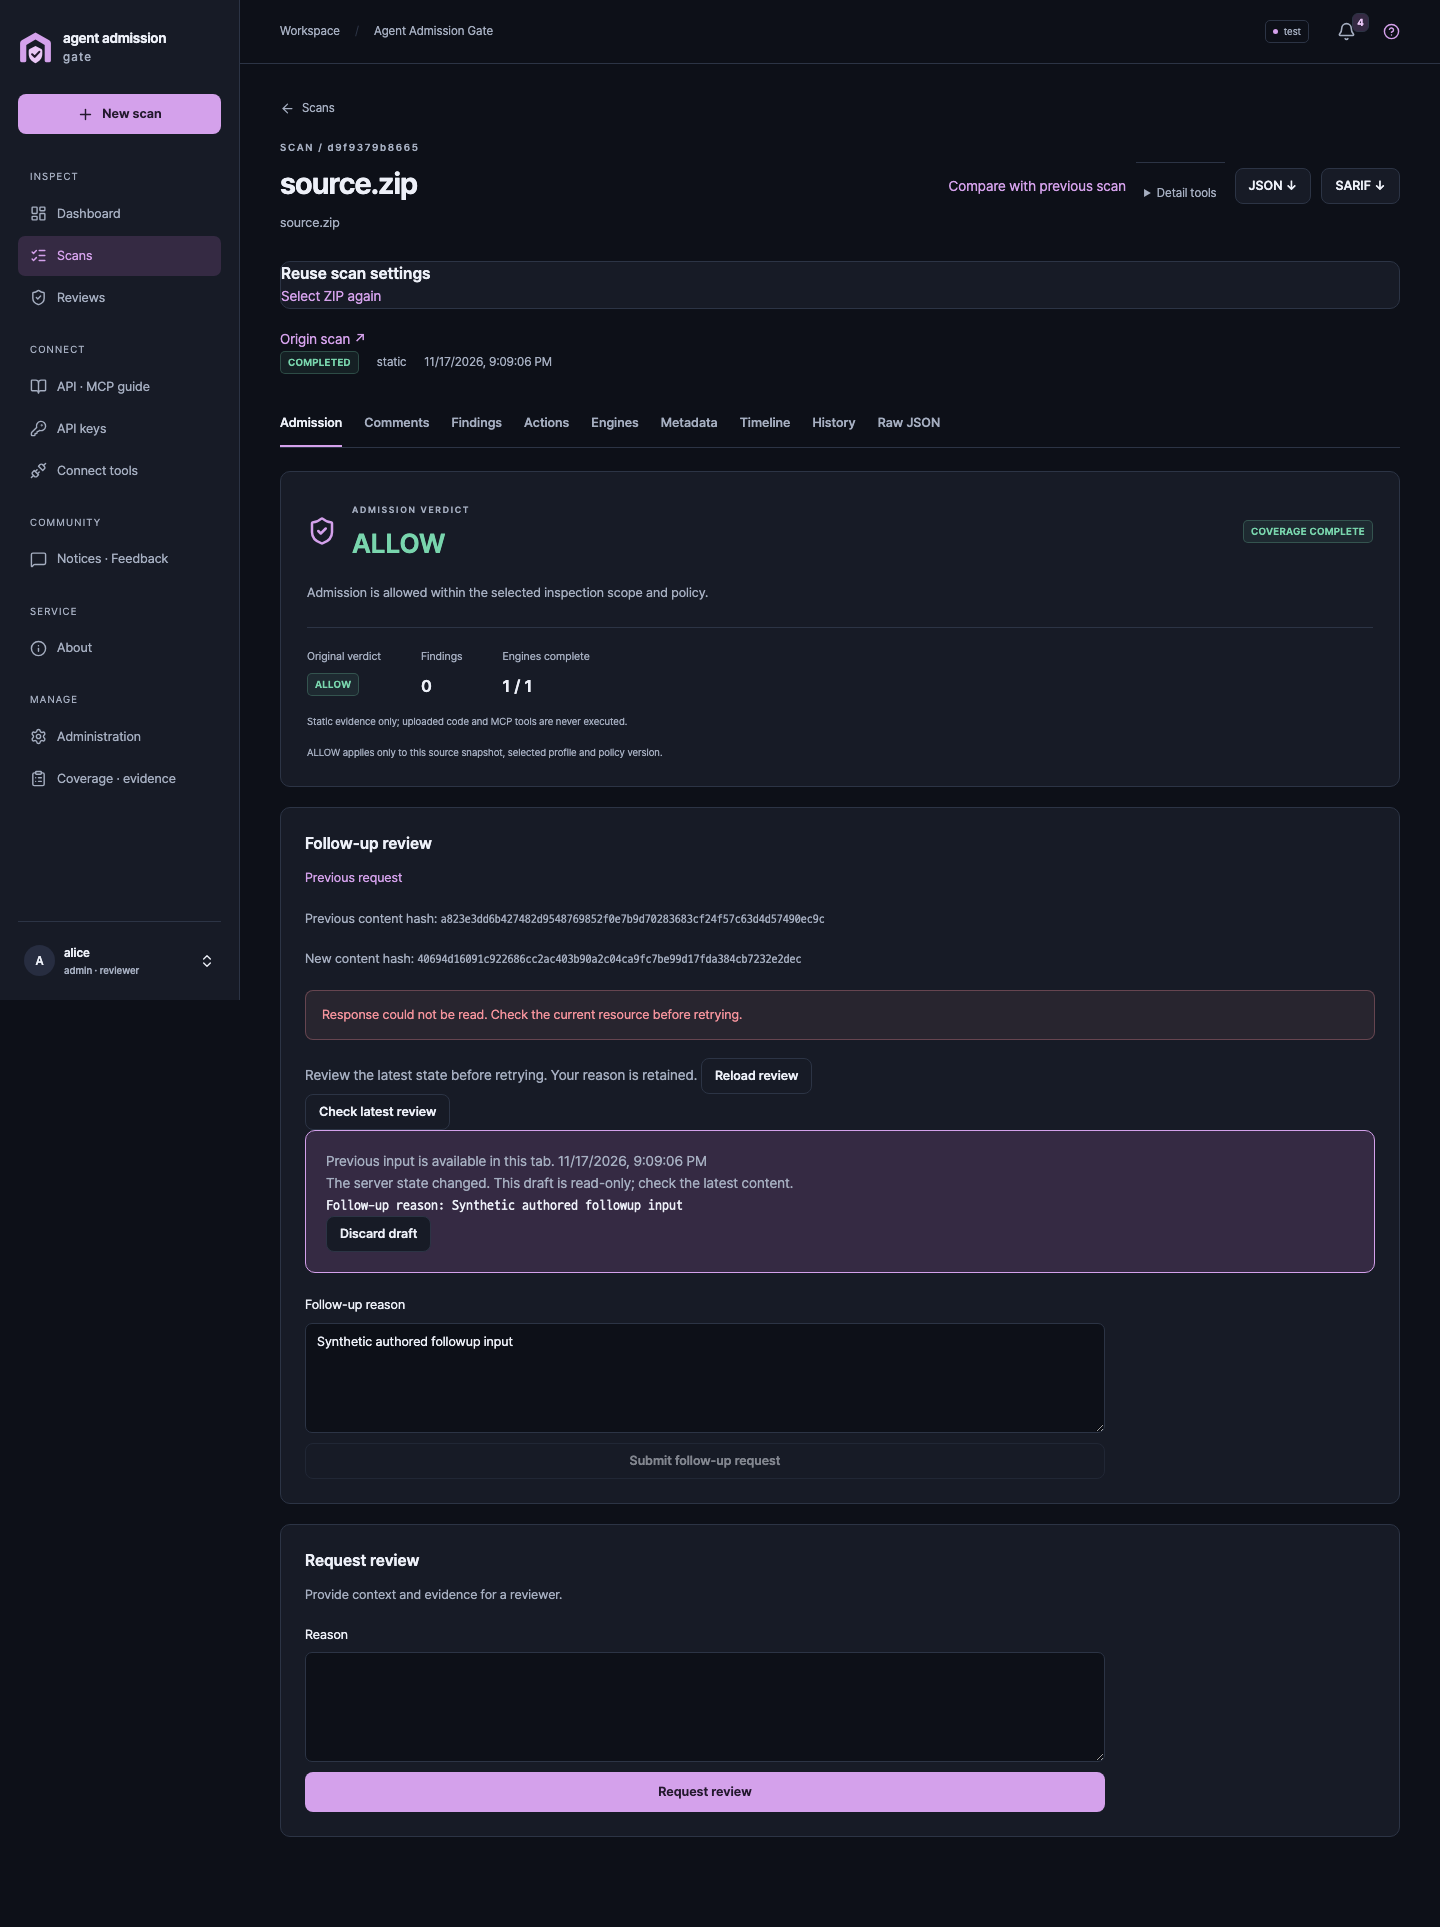 agent admission
gate
New scan
INSPECT
Dashboard
Scans
Reviews
CONNECT
API · MCP guide
API keys
Connect tools
COMMUNITY
Notices · Feedback
SERVICE
About
MANAGE
Administration
Coverage · evidence
A
alice
admin · reviewer
Workspace / Agent Admission Gate
test
4
Scans
SCAN / d9f9379b8665
source.zip
source.zip
Compare with previous scan
Detail tools
JSON ↓
SARIF ↓
Reuse scan settings
Select ZIP again
Origin scan ↗
COMPLETED static 11/17/2026, 9:09:06 PM
Admission Comments Findings Actions Engines Metadata Timeline History Raw JSON
ADMISSION VERDICT
ALLOW
COVERAGE COMPLETE
Admission is allowed within the selected inspection scope and policy.
Original verdict Findings Engines complete
ALLOW 0 1 / 1
Static evidence only; uploaded code and MCP tools are never executed.
ALLOW applies only to this source snapshot, selected profile and policy version.
Follow-up review
Previous request
Previous content hash: a823e3dd6b427482d9548769852f0e7b9d70283683cf24f57c63d4d57490ec9c
New content hash: 40694d16091c922686cc2ac403b90a2c04ca9fc7be99d17fda384cb7232e2dec
Response could not be read. Check the current resource before retrying.
Review the latest state before retrying. Your reason is retained. Reload review
Check latest review
Previous input is available in this tab. 11/17/2026, 9:09:06 PM
The server state changed. This draft is read-only; check the latest content.
Follow-up reason: Synthetic authored followup input
Discard draft
Follow-up reason
Synthetic authored followup input
Submit follow-up request
Request review
Provide context and evidence for a reviewer.
Reason
Request review